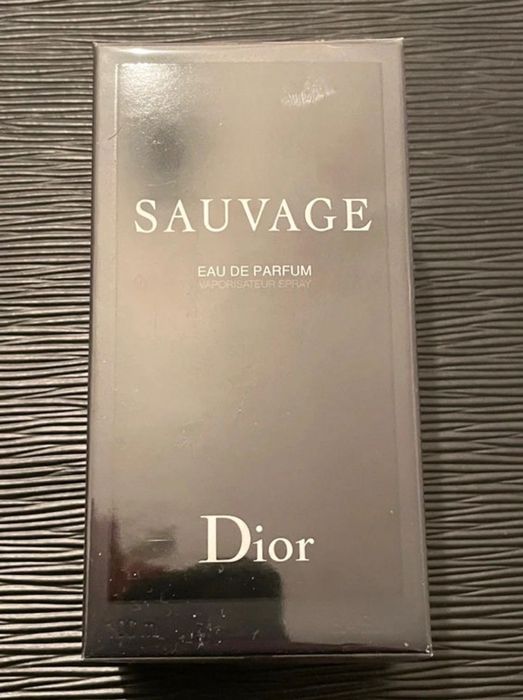 SAUVAGE
EAU DE PARFUM
VAPORISATEUR SPRAY
Dior